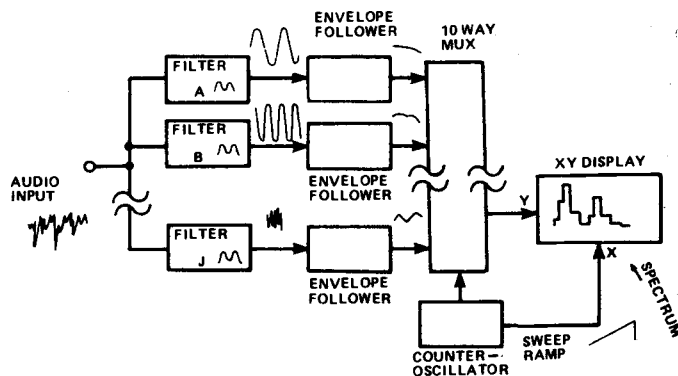 ENVELOPE
FOLLOWER
10 WAY
MUX
FILTER
A
FILTER
B
ENVELOPE
FOLLOWER
XY DISPLAY
AUDIO
INPUT
Y
FILTER
J
X
SPECTRUM
ENVELOPE
FOLLOWER
SWEEP
RAMP
COUNTER –
OSCILLATOR